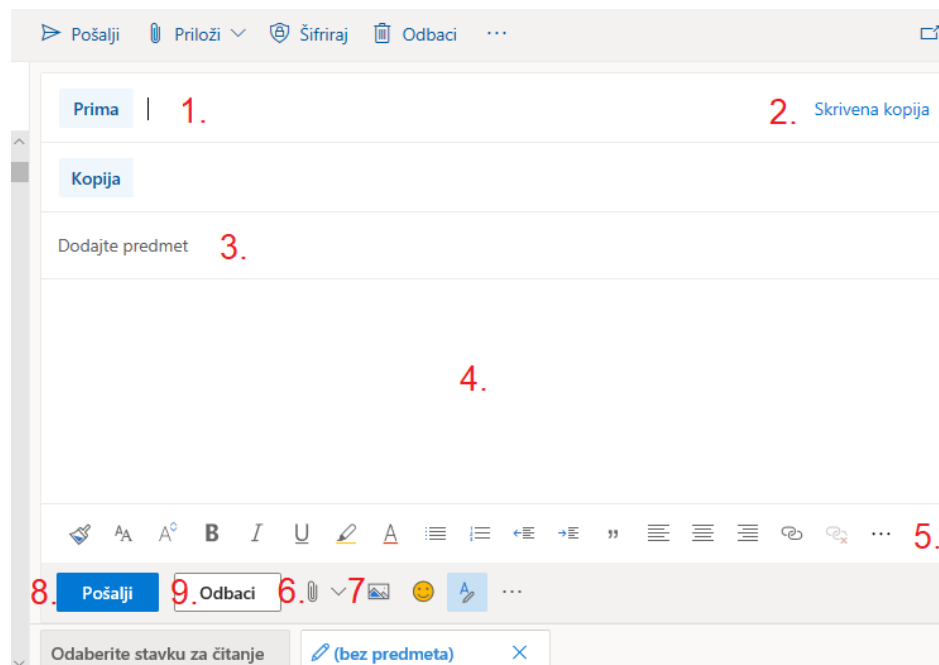 Pošalji Priloži Šifriraj Odbaci ...
Prima 1. 2. Skrivena kopija
Kopija
Dodajte predmet 3.
4.
AA A B I U A " ... 5.
8. Pošalji 9. Odbaci 6. 7 A ...
Odaberite stavku za čitanje (bez predmeta)